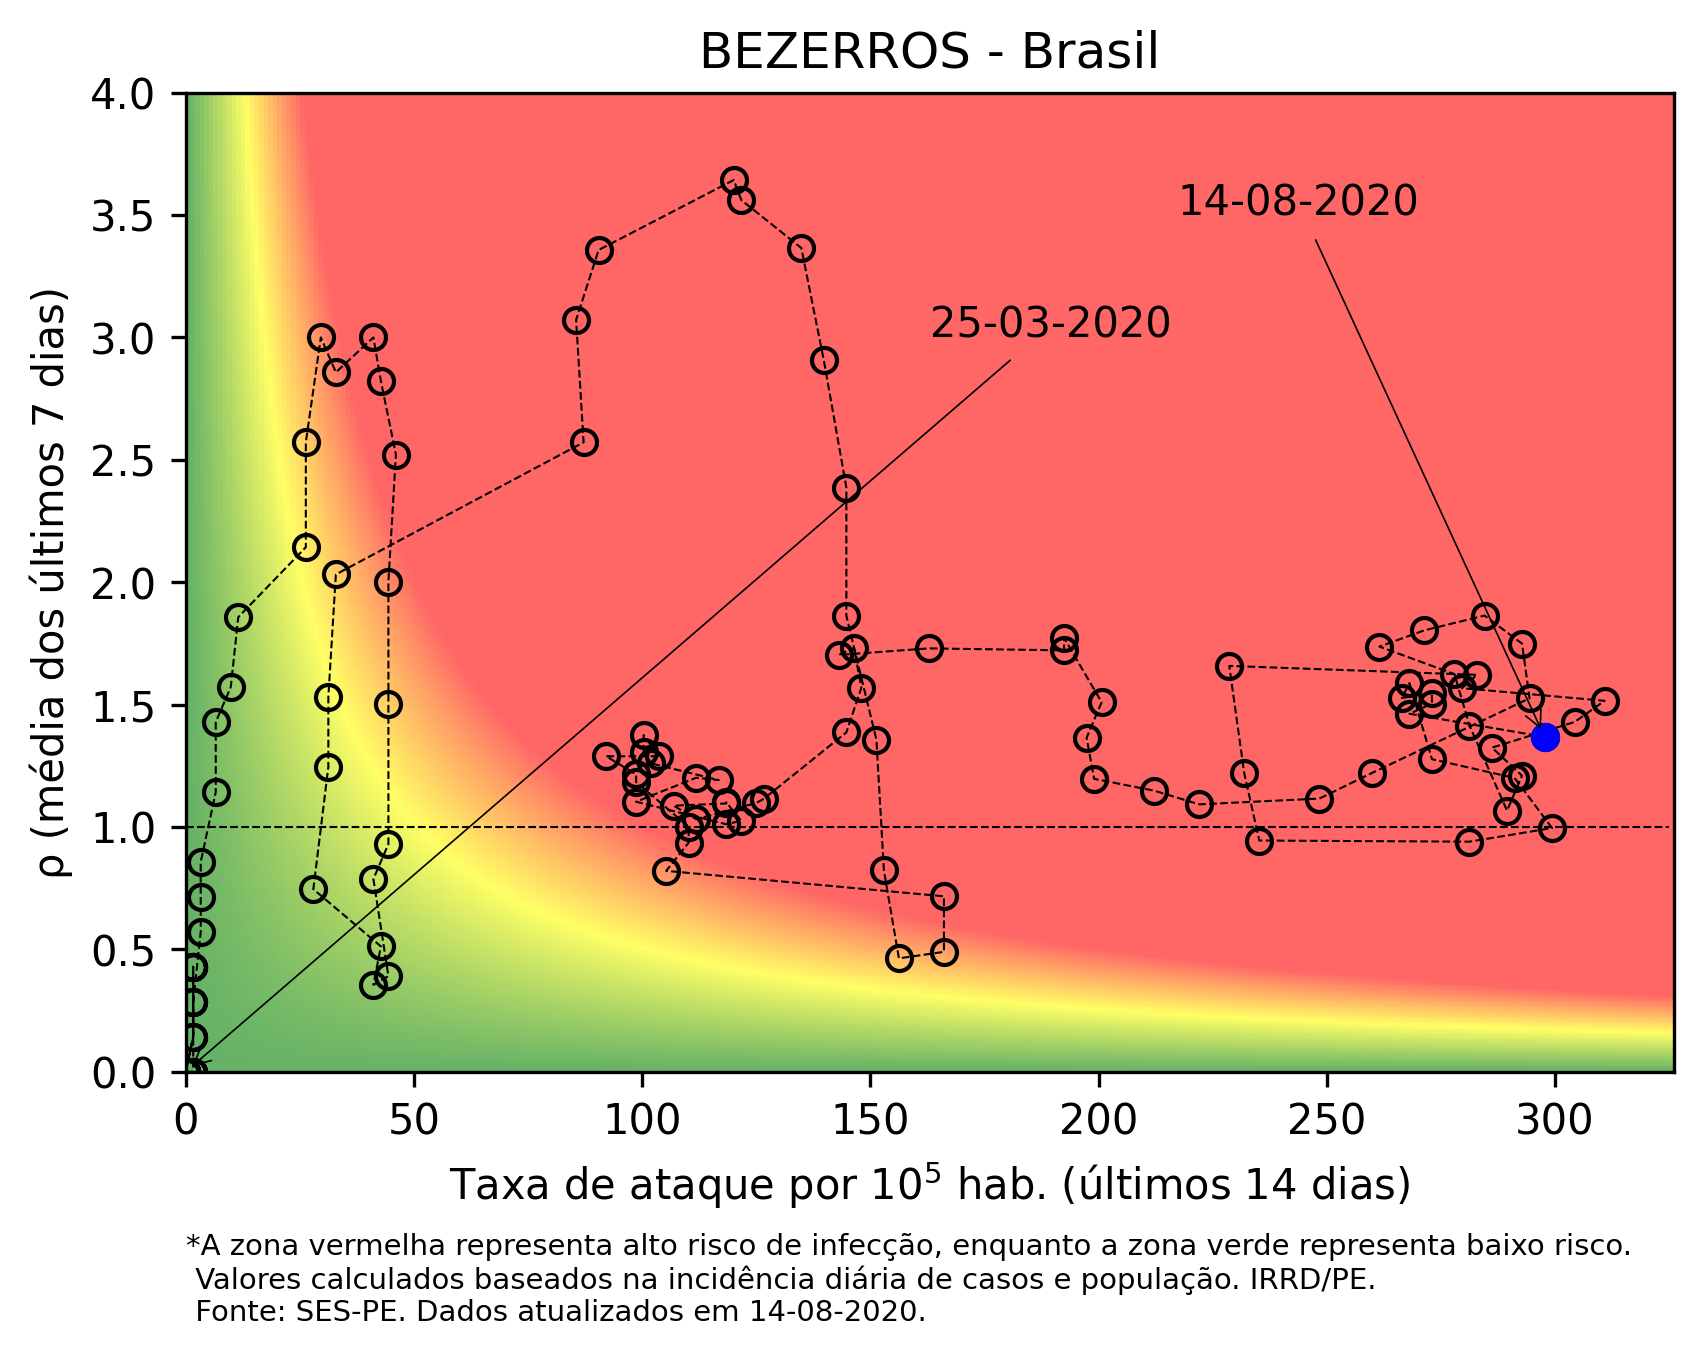 BEZERROS - Brasil
4.0
3.5
3.0
2.5
2.0
1.5
1.0
0.5
0.0
ρ (média dos últimos 7 dias)
14-08-2020
25-03-2020
0 50 100 150 200 250 300
Taxa de ataque por 10⁵ hab. (últimos 14 dias)
*A zona vermelha representa alto risco de infecção, enquanto a zona verde representa baixo risco.
Valores calculados baseados na incidência diária de casos e população. IRRD/PE.
Fonte: SES-PE. Dados atualizados em 14-08-2020.